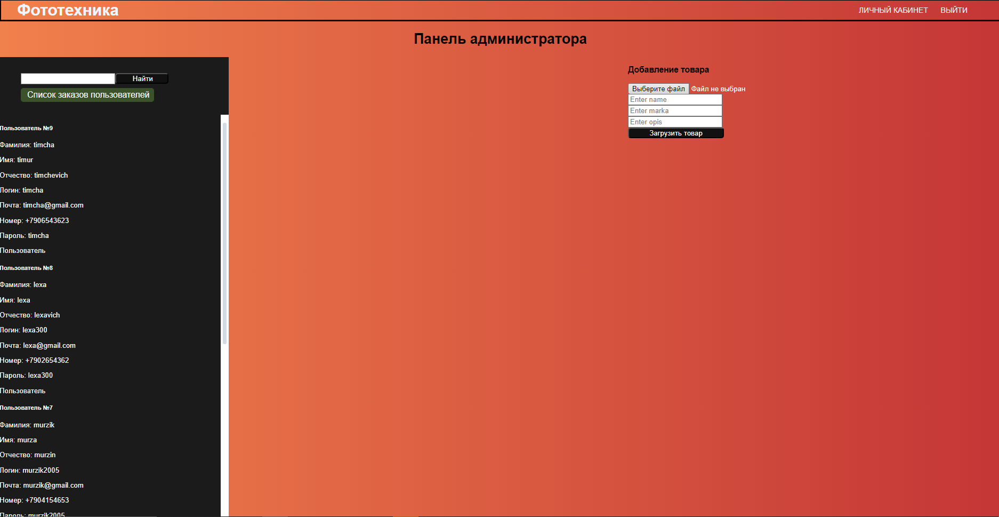 Фототехника
ЛИЧНЫЙ КАБИНЕТ ВЫЙТИ
Панель администратора
Найти
Список заказов пользователей
Пользователь №9
Фамилия: timcha
Имя: timur
Отчество: timchevich
Логин: timcha
Почта: timcha@gmail.com
Номер: +7906543623
Пароль: timcha
Пользователь
Пользователь №8
Фамилия: lexa
Имя: lexa
Отчество: lexavich
Логин: lexa300
Почта: lexa@gmail.com
Номер: +7902654362
Пароль: lexa300
Пользователь
Пользователь №7
Фамилия: murzik
Имя: murza
Отчество: murzin
Логин: murzik2005
Почта: murzik@gmail.com
Номер: +7904154653
Пароль: murzik2005
Добавление товара
Выберите файл Файл не выбран
Enter name
Enter marka
Enter opis
Загрузить товар